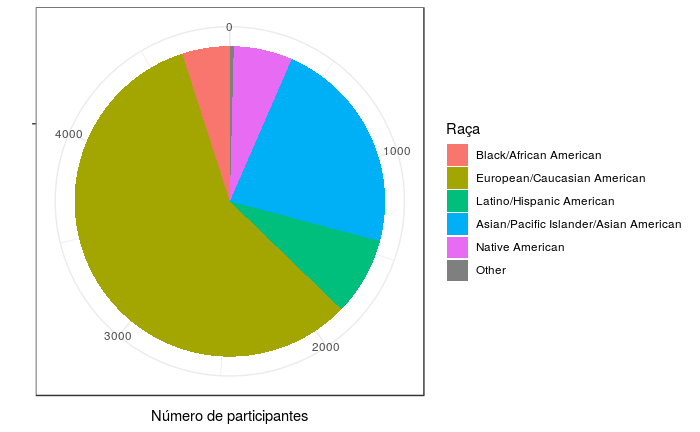 0
1000
2000
3000
4000
Número de participantes
Raça
Black/African American
European/Caucasian American
Latino/Hispanic American
Asian/Pacific Islander/Asian American
Native American
Other